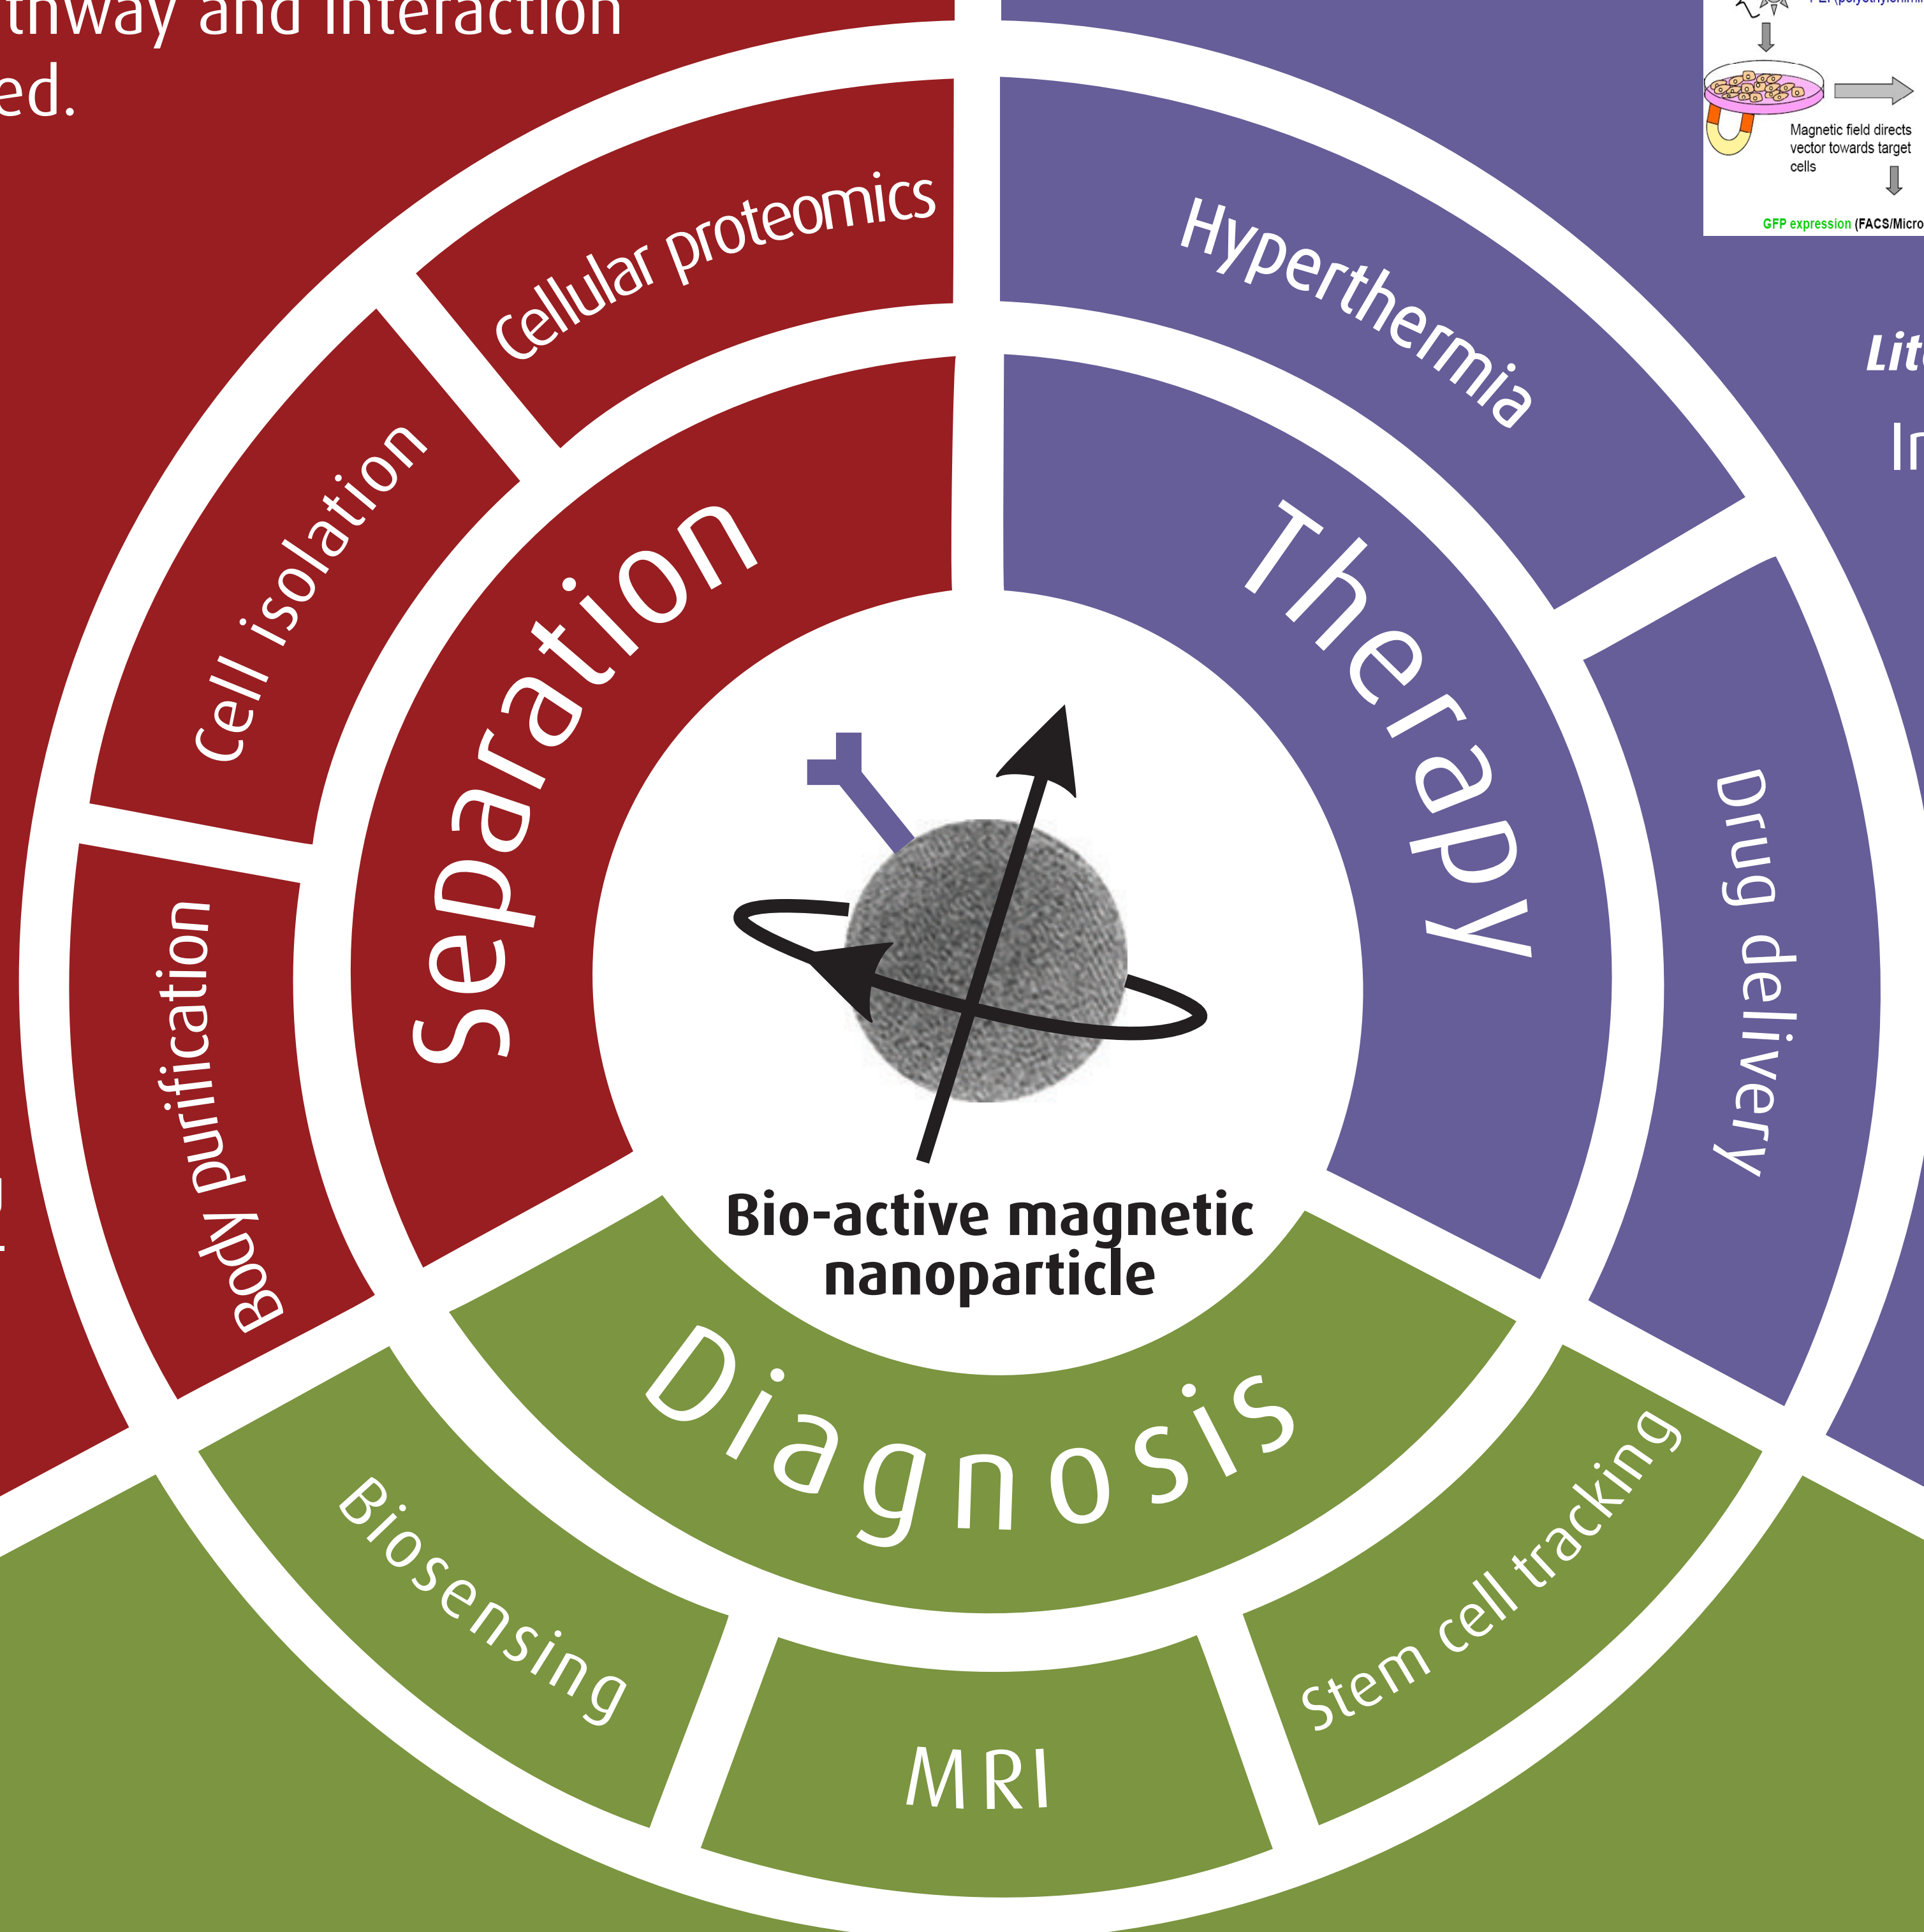 and interaction
ed.
Magnetic field directs
vector towards target
cells
GFP expression (FACS/Micro
Cellular proteomics
Hyperthermia
Cell isolation
Separation
Therapy
Drug delivery
Body purification
Bio-active magnetic
nanoparticle
Diagnosis
Biosensing
MRI
Stem cell tracking